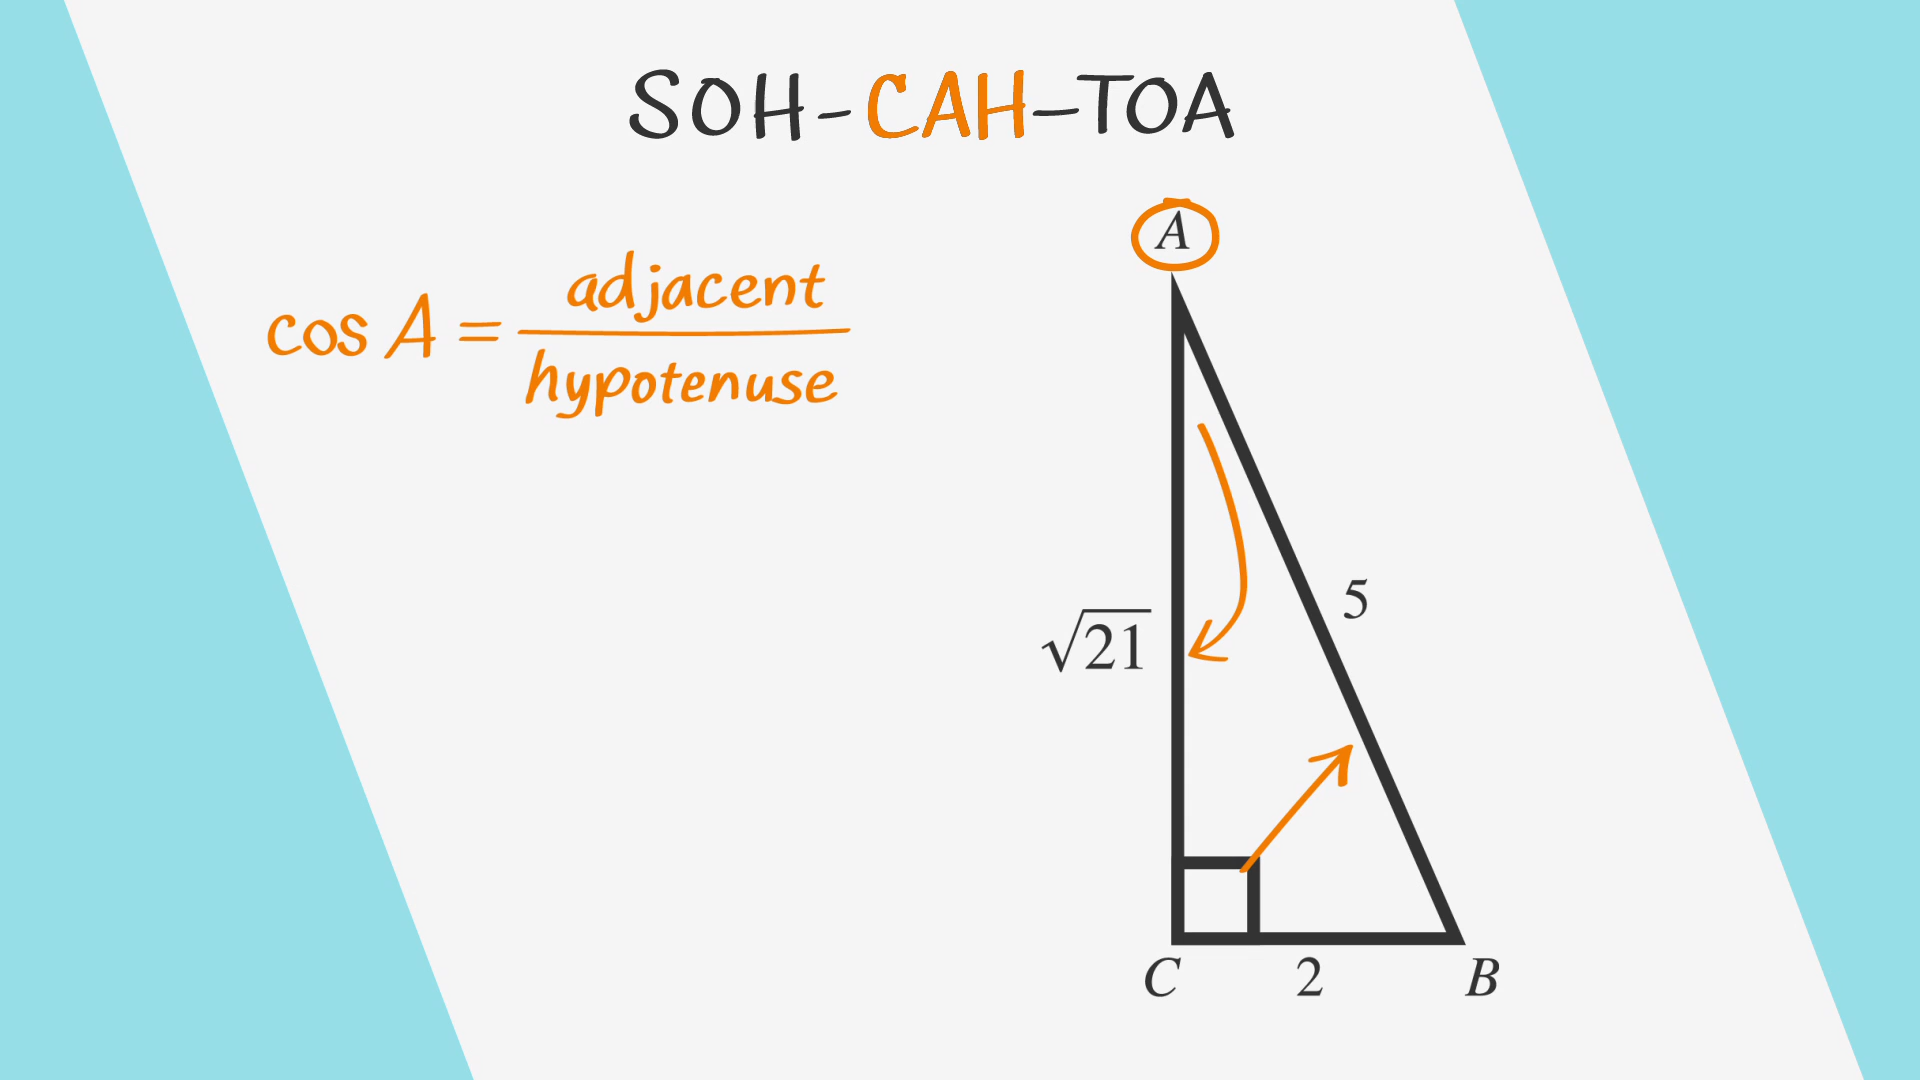 SOH-CAH-TOA
cos A = adjacent / hypotenuse
A
5
√21
C
2
B